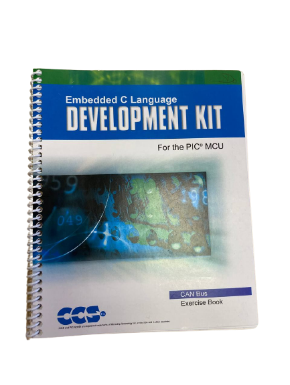 Embedded C Language
DEVELOPMENT KIT
For the PIC® MCU
CAN Bus
Exercise Book
CCS